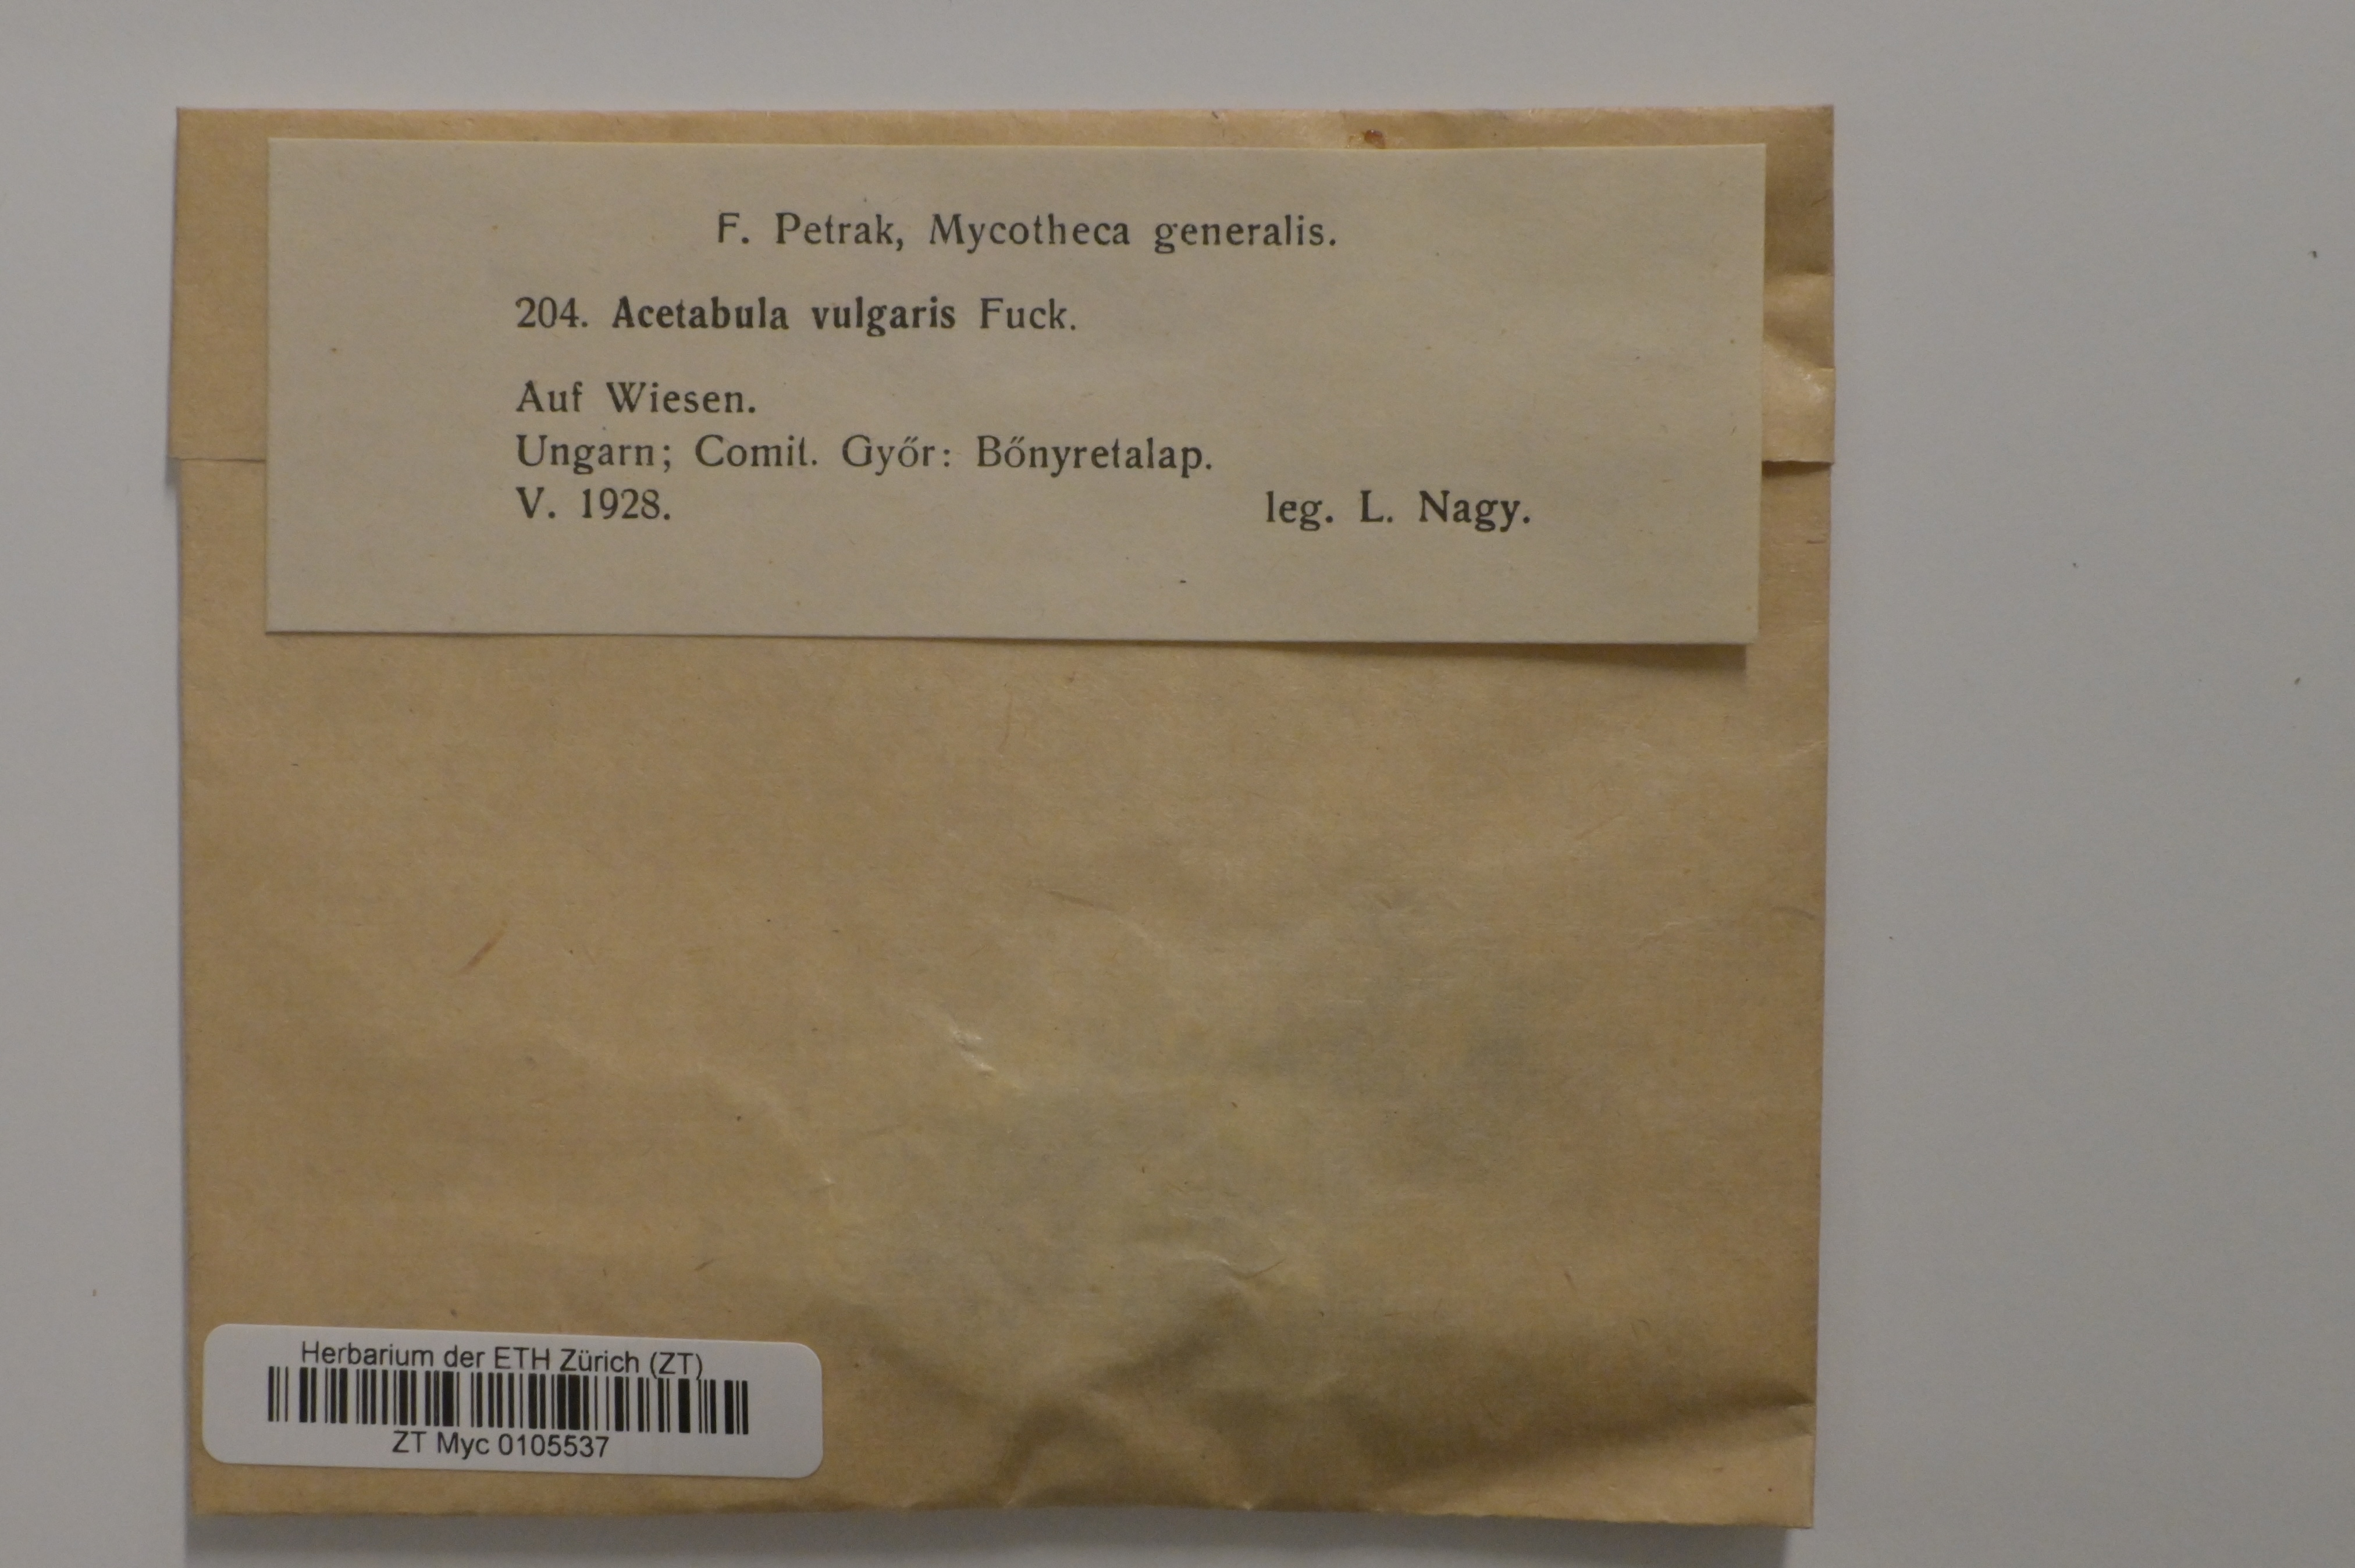 F. Petrak, Mycotheca generalis.
204. Acetabula vulgaris Fuck.
Auf Wiesen.
Ungarn; Comit. Győr: Bőnyretalap.
V. 1928. leg. L. Nagy.
Herbarium der ETH Zürich (ZT)
ZT Myc 0105537